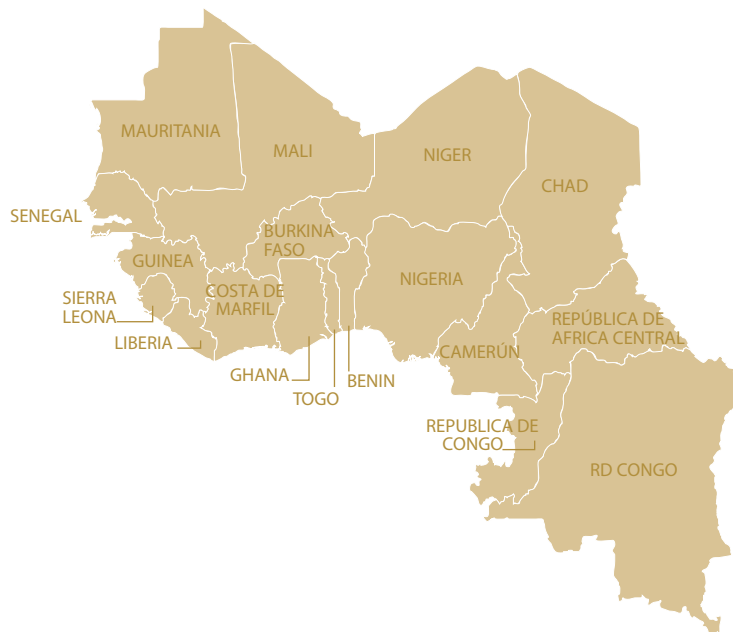 MAURITANIA
MALI
NIGER
CHAD
SENEGAL
BURKINA
FASO
GUINEA
NIGERIA
SIERRA
LEONA
COSTA DE
MARFIL
LIBERIA
REPÚBLICA DE
AFRICA CENTRAL
CAMERÚN
GHANA
TOGO
BENIN
REPUBLICA DE
CONGO
RD CONGO